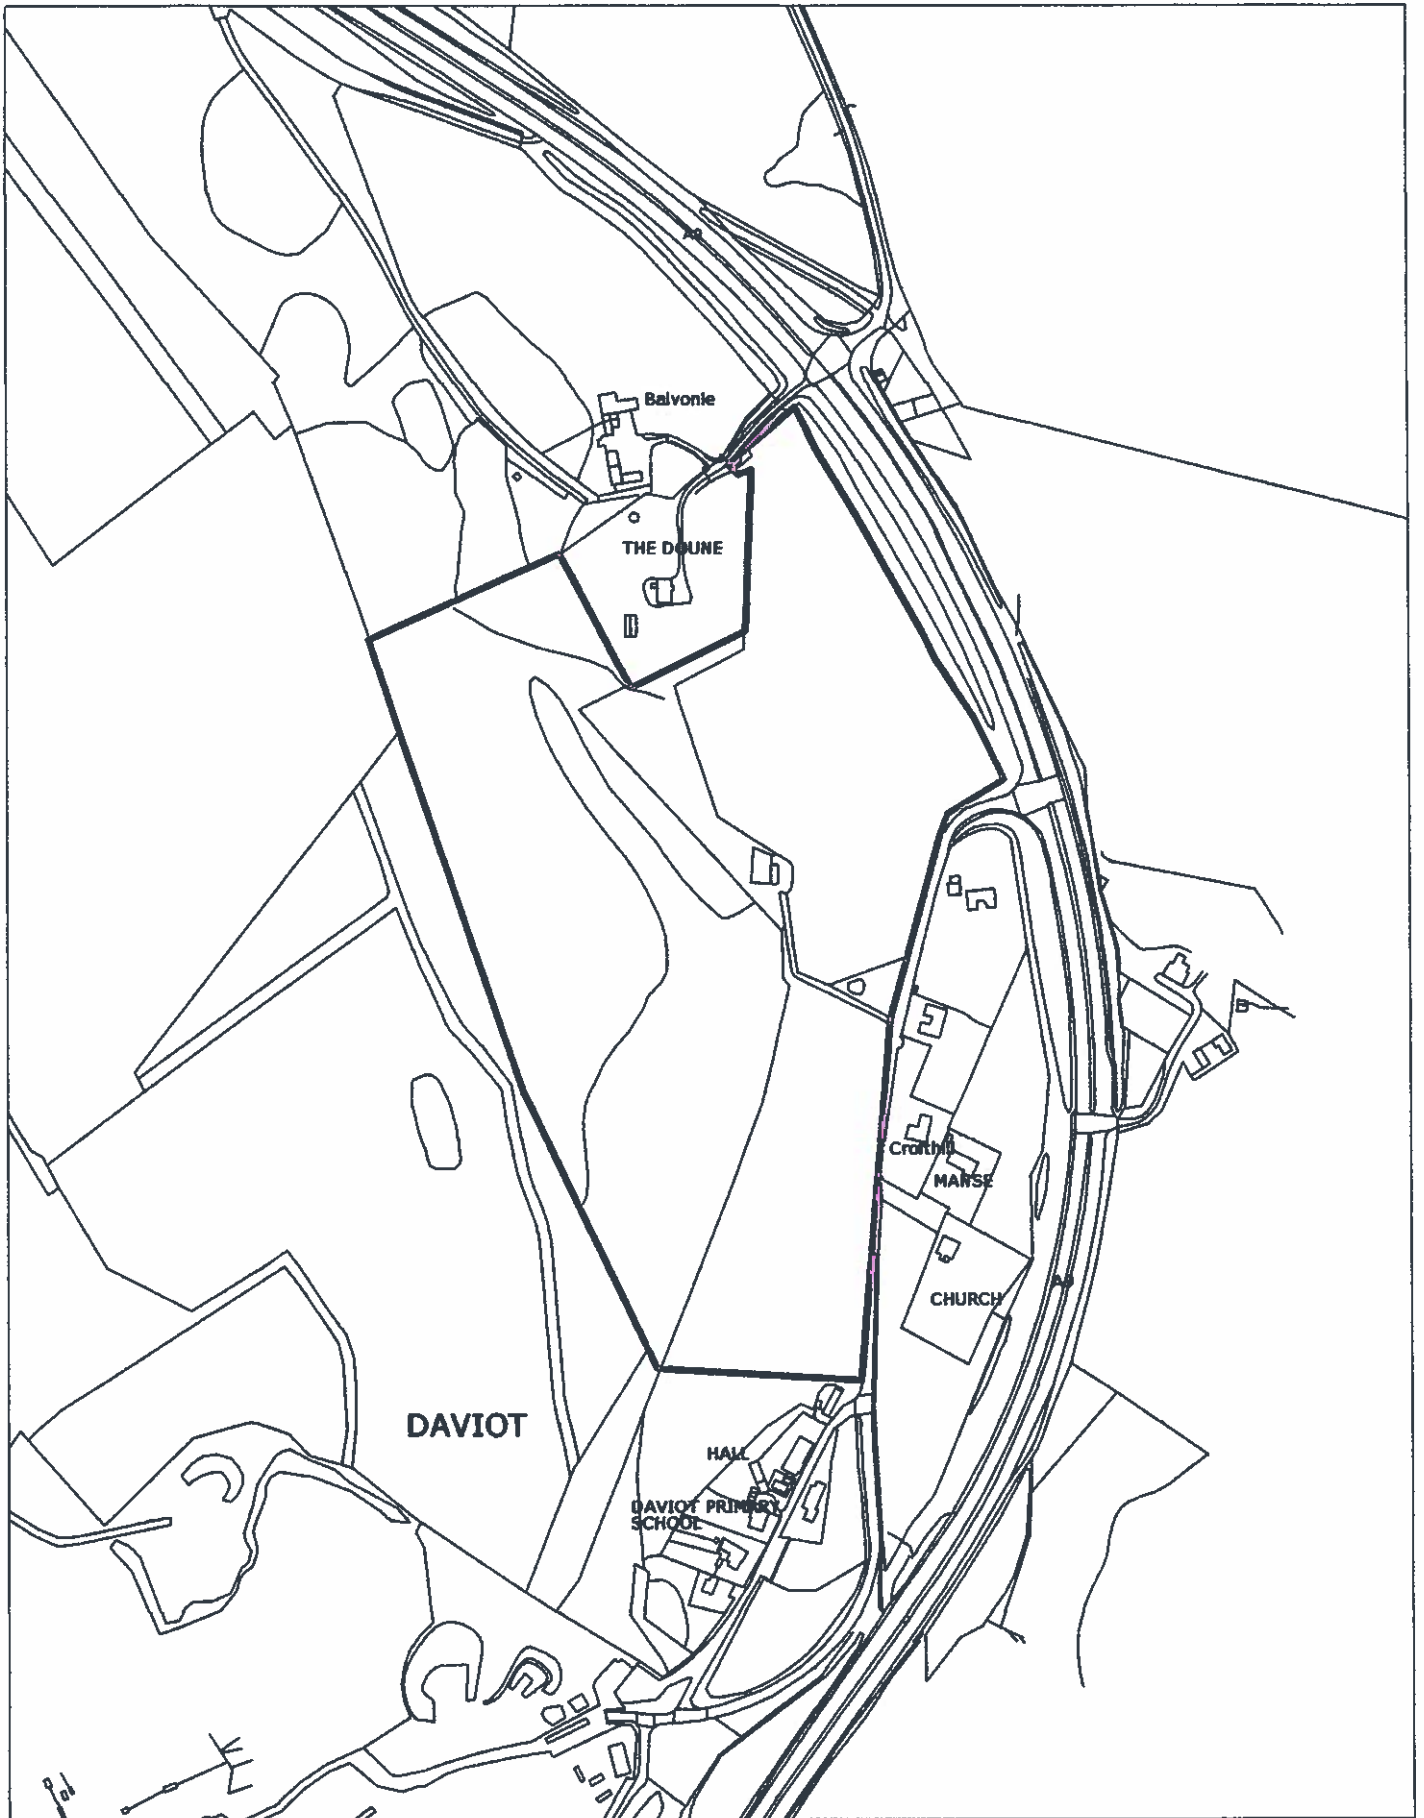 A9
Balvonie
THE DOUNE
Crofthill
MANSE
A9
CHURCH
DAVIOT
HALL
DAVIOT PRIMARY
SCHOOL